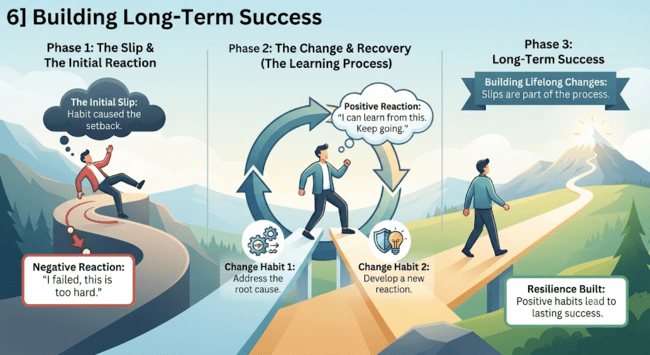 6] Building Long-Term Success
Phase 1: The Slip &
The Initial Reaction
The Initial Slip:
Habit caused the
setback.
Negative Reaction:
"I failed, this is
too hard."
Phase 2: The Change & Recovery
(The Learning Process)
Positive Reaction:
"I can learn from this.
Keep going."
Change Habit 1:
Address the
root cause.
Change Habit 2:
Develop a new
reaction.
Phase 3:
Long-Term Success
Building Lifelong Changes:
Slips are part of the process.
Resilience Built:
Positive habits lead to
lasting success.